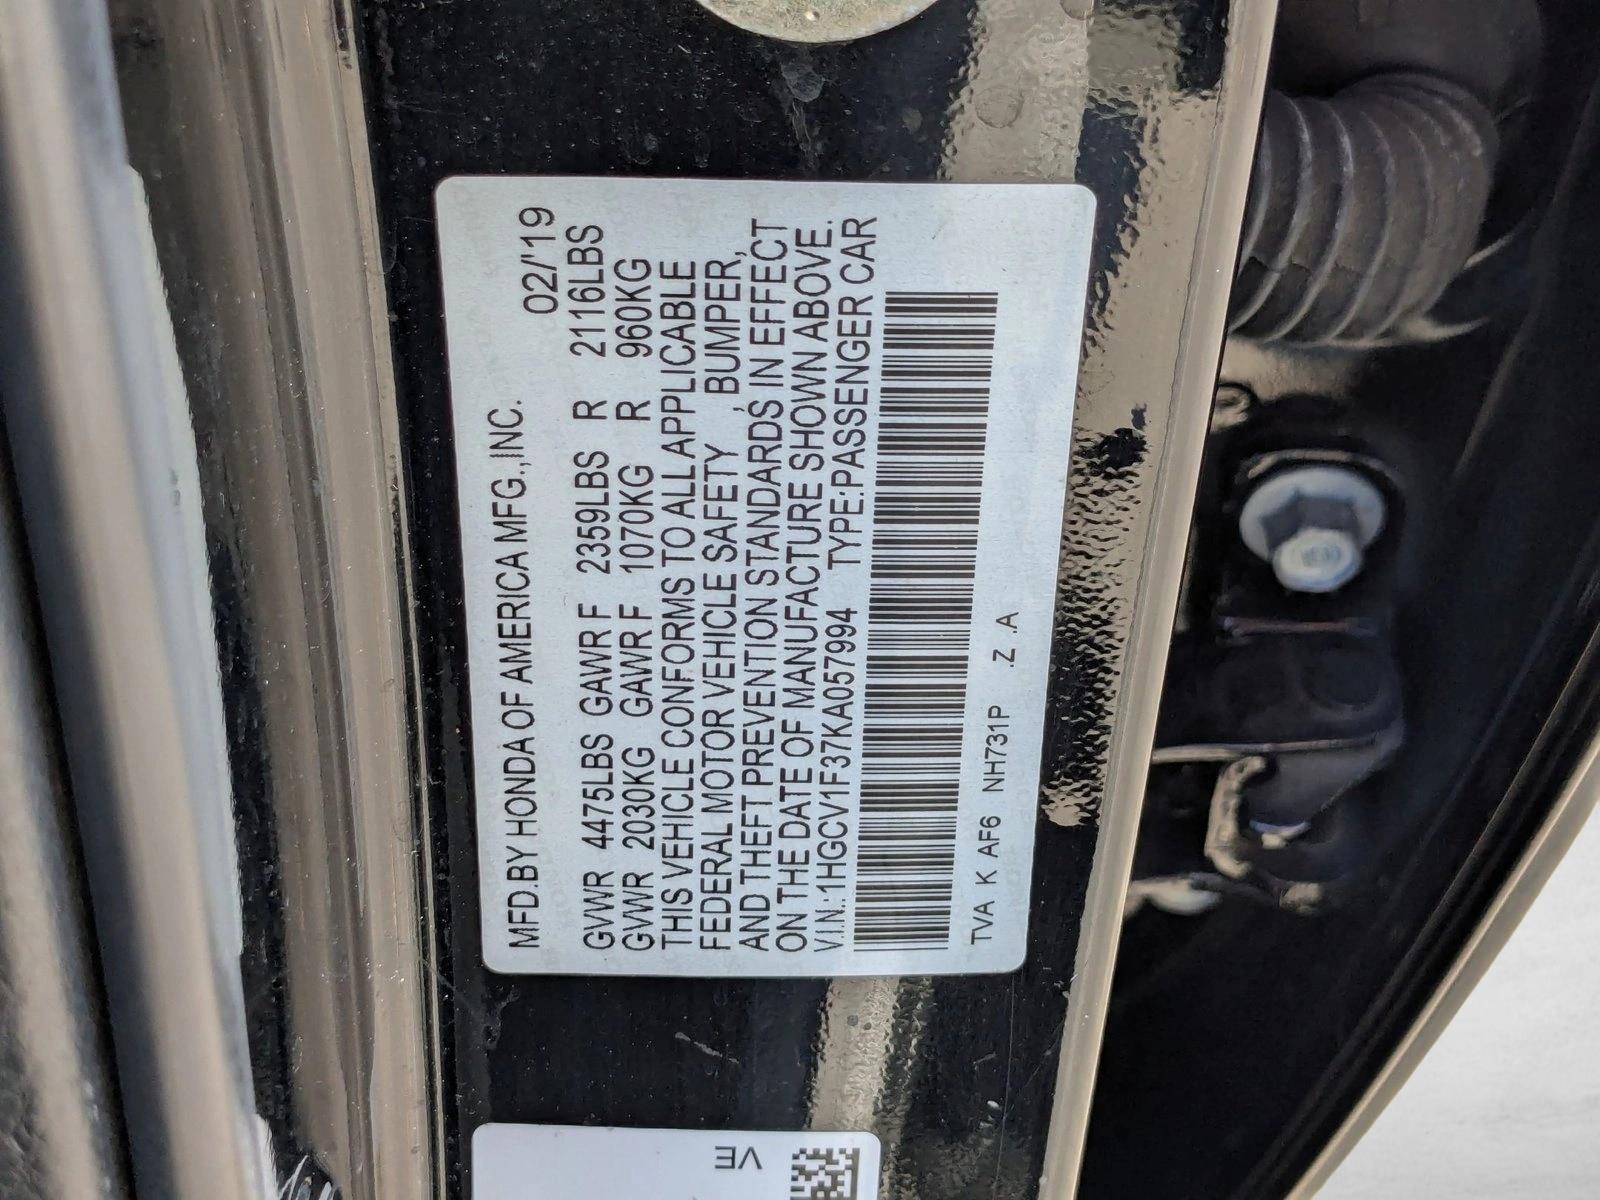 MFD.BY HONDA OF AMERICA MFG.,INC. 02/'19
GVWR 4475LBS GAWR F 2359LBS R 2116LBS
GVWR 2030KG GAWR F 1070KG R 960KG
THIS VEHICLE CONFORMS TO ALL APPLICABLE
FEDERAL MOTOR VEHICLE SAFETY , BUMPER,
AND THEFT PREVENTION STANDARDS IN EFFECT
ON THE DATE OF MANUFACTURE SHOWN ABOVE.
V.I.N.:1HGCV1F37KA057994 TYPE:PASSENGER CAR
TVA K AF6 NH731P .Z .A
VE